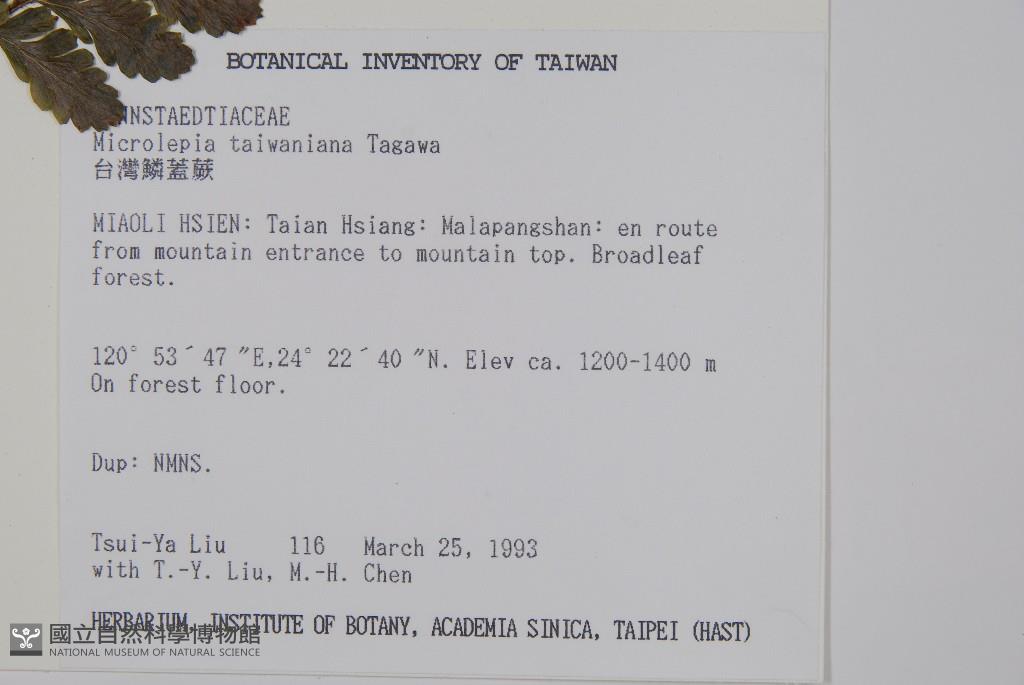 BOTANICAL INVENTORY OF TAIWAN
NNSTAEDTIACEAE
Microlepia taiwaniana Tagawa
台灣鱗蓋蕨
MIAOLI HSIEN: Taian Hsiang: Malapangshan: en route
from mountain entrance to mountain top. Broadleaf
forest.
120° 53´47 ″E,24° 22´40 ″N. Elev ca. 1200-1400 m
On forest floor.
Dup: NMNS.
Tsui-Ya Liu 116 March 25, 1993
with T.-Y. Liu, M.-H. Chen
HERBARIUM, INSTITUTE OF BOTANY, ACADEMIA SINICA, TAIPEI (HAST)
國立自然科學博物館
NATIONAL MUSEUM OF NATURAL SCIENCE